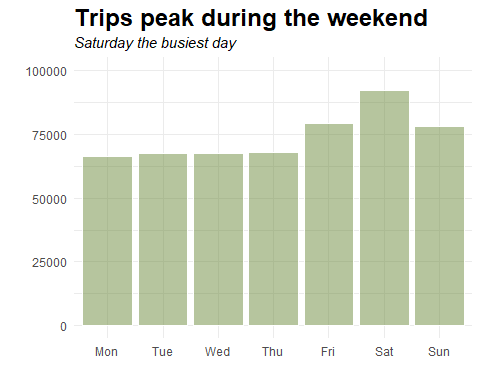 Trips peak during the weekend
Saturday the busiest day
100000
75000
50000
25000
0
Mon Tue Wed Thu Fri Sat Sun